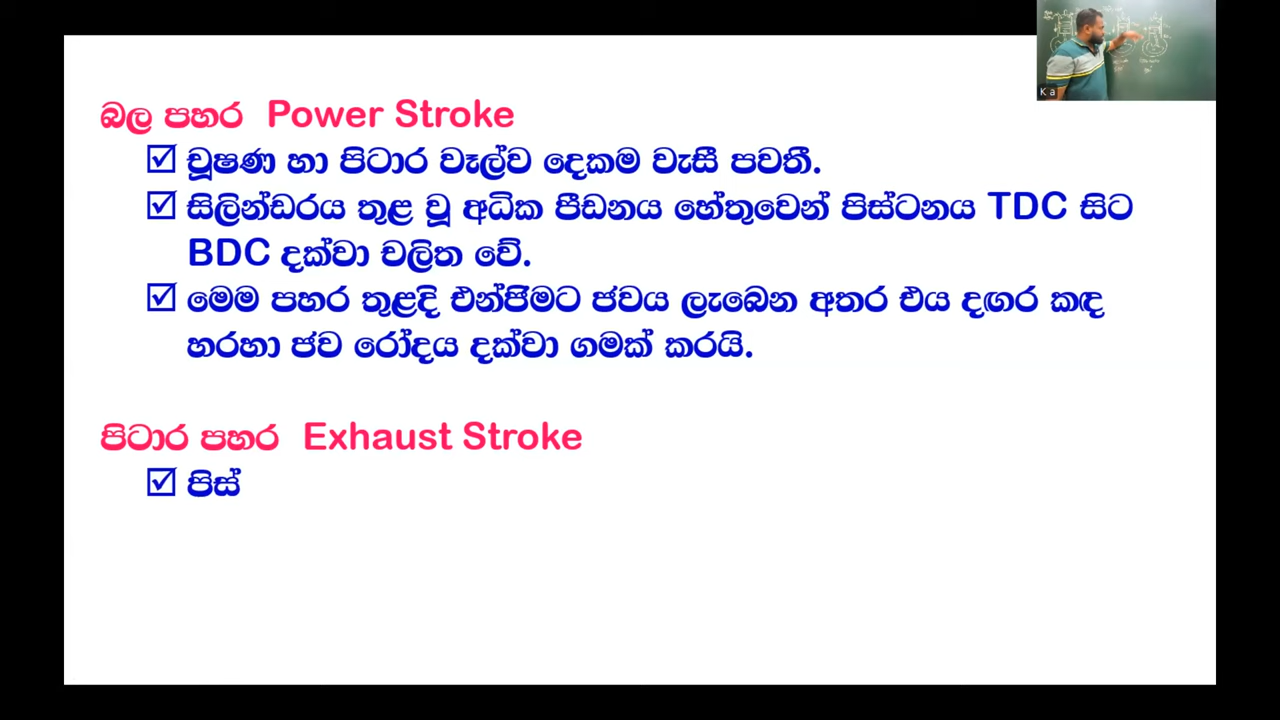 බල පහර Power Stroke
☑ චූෂණ හා පිටාර වෑල්ව දෙකම වැසී පවතී.
☑ සිලින්ඩරය තුළ වූ අධික පීඩනය හේතුවෙන් පිස්ටනය TDC සිට
BDC දක්වා චලිත වේ.
☑ මෙම පහර තුළදි එන්ජිමට ජවය ලැබෙන අතර එය දඟර කඳ
හරහා ජව රෝදය දක්වා ගමක් කරයි.
පිටාර පහර Exhaust Stroke
☑ පිස්
K a